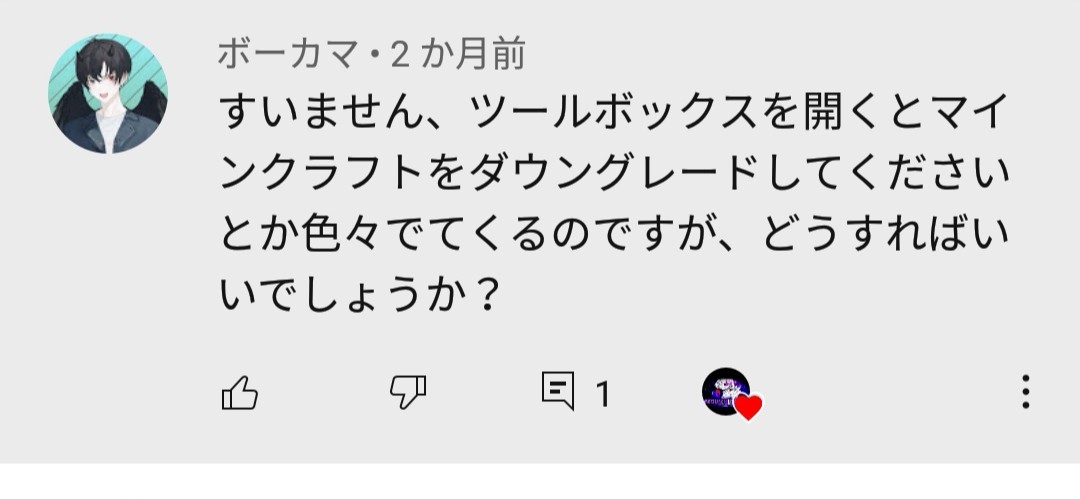 ボーカマ・2 か月前
すいません、ツールボックスを開くとマイ
ンクラフトをダウングレードしてください
とか色々でてくるのですが、どうすればい
いでしょうか？
1